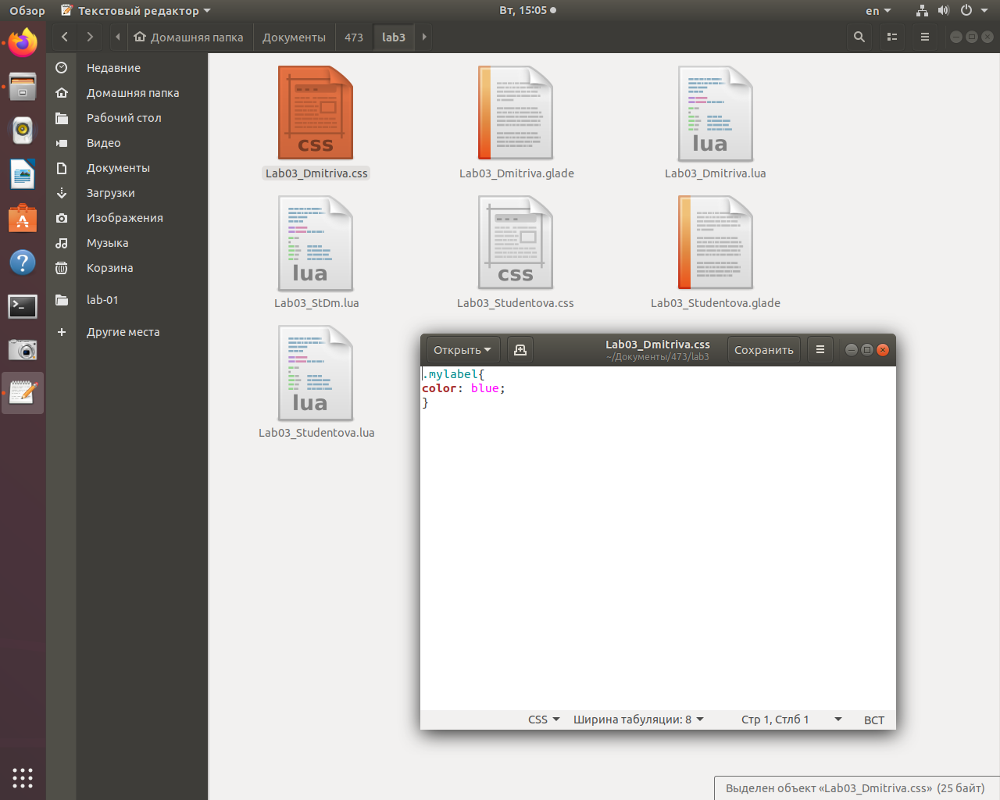 Обзор
Текстовый редактор
Вт, 15:05
en
Домашняя папка
Документы
473
lab3
Недавние
Домашняя папка
Рабочий стол
Видео
Документы
Загрузки
Изображения
Музыка
Корзина
lab-01
Другие места
css
Lab03_Dmitriva.css
Lab03_Dmitriva.glade
lua
Lab03_Dmitriva.lua
lua
Lab03_StDm.lua
css
Lab03_Studentova.css
Lab03_Studentova.glade
lua
Lab03_Studentova.lua
Открыть
Lab03_Dmitriva.css
~/Документы/473/lab3
Сохранить
.mylabel{
color: blue;
}
CSS
Ширина табуляции: 8
Стр 1, Стлб 1
ВСТ
Выделен объект «Lab03_Dmitriva.css» (25 байт)